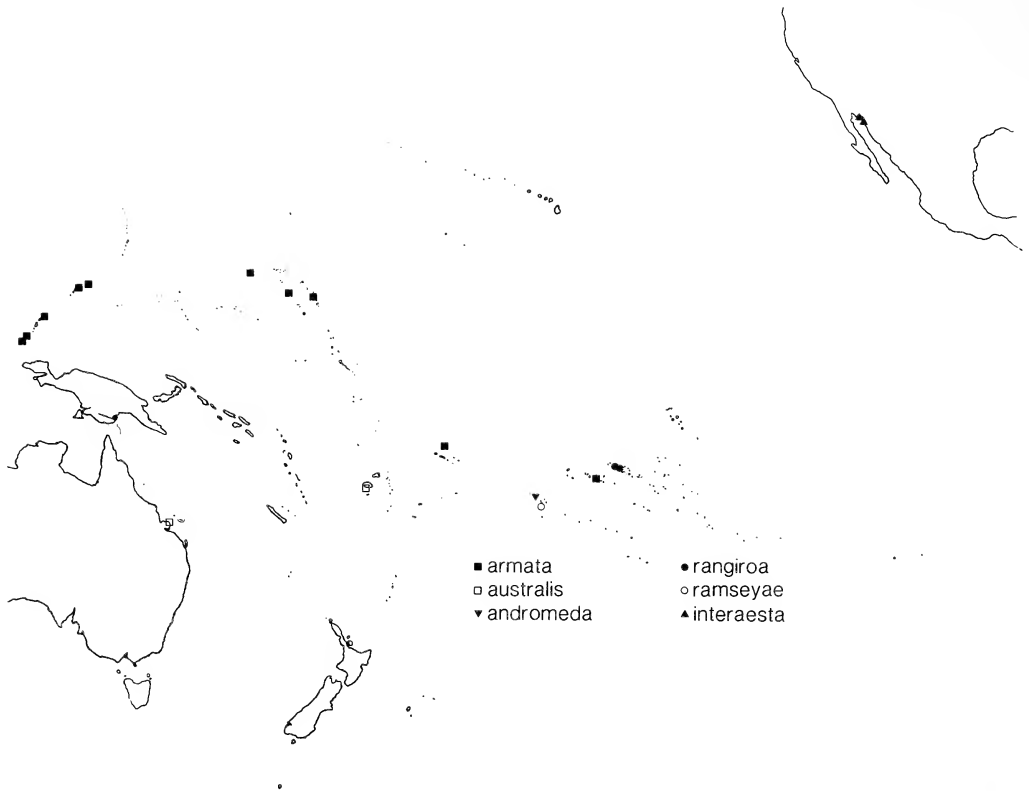 armata
australis
andromeda
rangiroa
ramseyae
interaesta